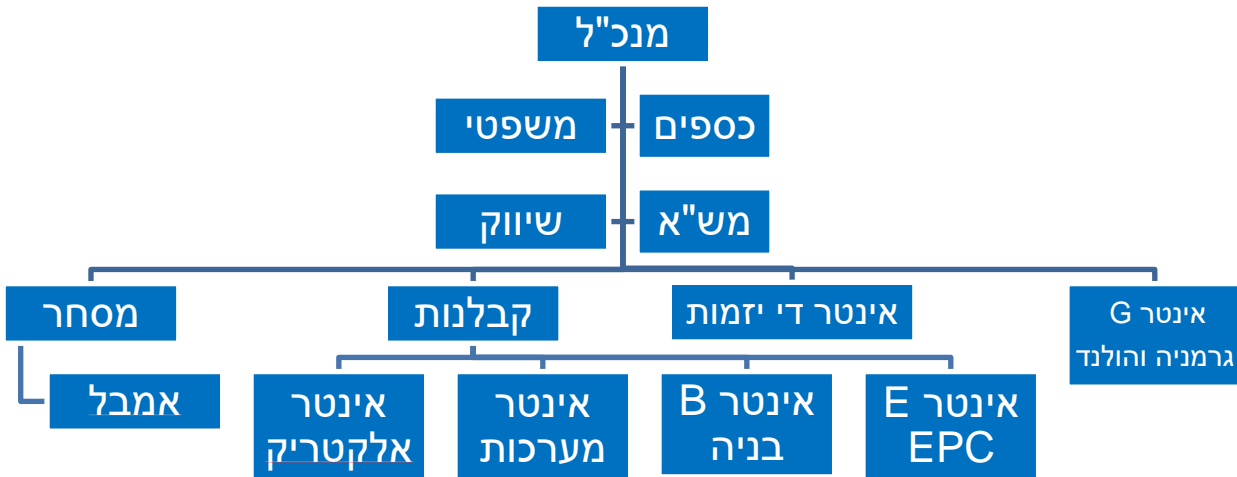 מנכ"ל
כספים
משפטי
מש"א
שיווק
אינטר G
גרמניה והולנד
אינטר די יזמות
קבלנות
מסחר
אינטר E
EPC
אינטר B
בניה
אינטר
מערכות
אינטר
אלקטריק
אמבל